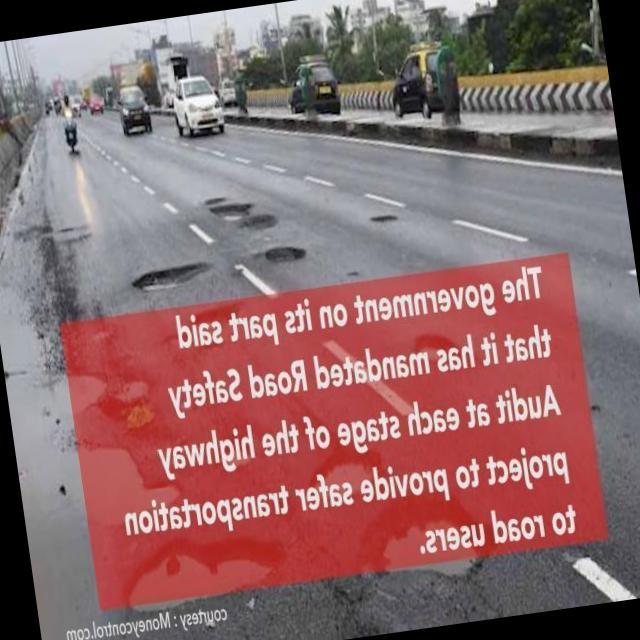 The government on its part said
that it has mandated Road Safety
Audit at each stage of the highway
project to provide safer transportation
to road users.
courtesy : Moneycontrol.com